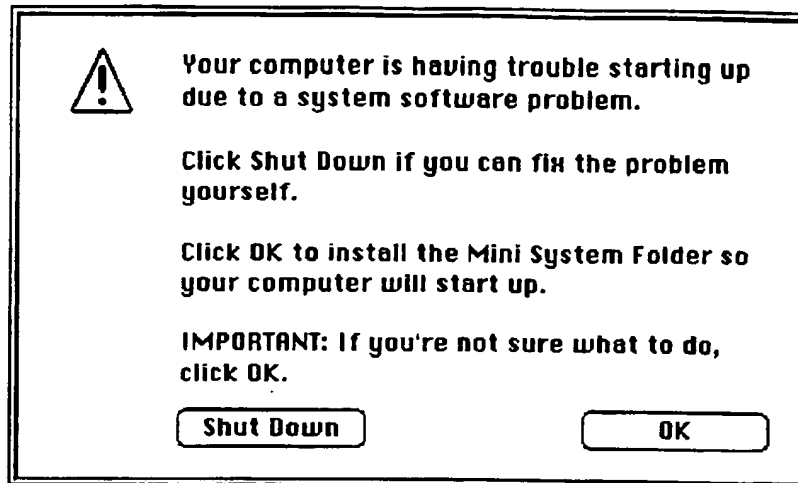 Your computer is having trouble starting up
due to a system software problem.
Click Shut Down if you can fix the problem
yourself.
Click OK to install the Mini System Folder so
your computer will start up.
IMPORTANT: If you're not sure what to do,
click OK.
Shut Down
OK